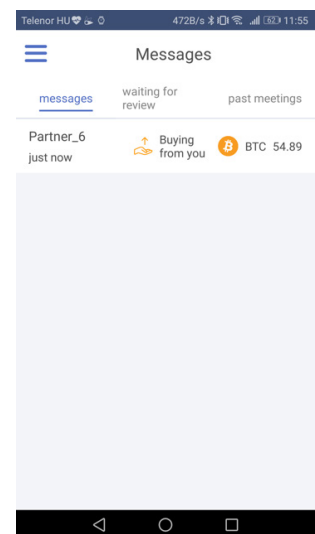 Telenor HU 472B/s 62 11:55
Messages
messages
waiting for
review
past meetings
Partner_6
just now
Buying
from you
BTC 54.89